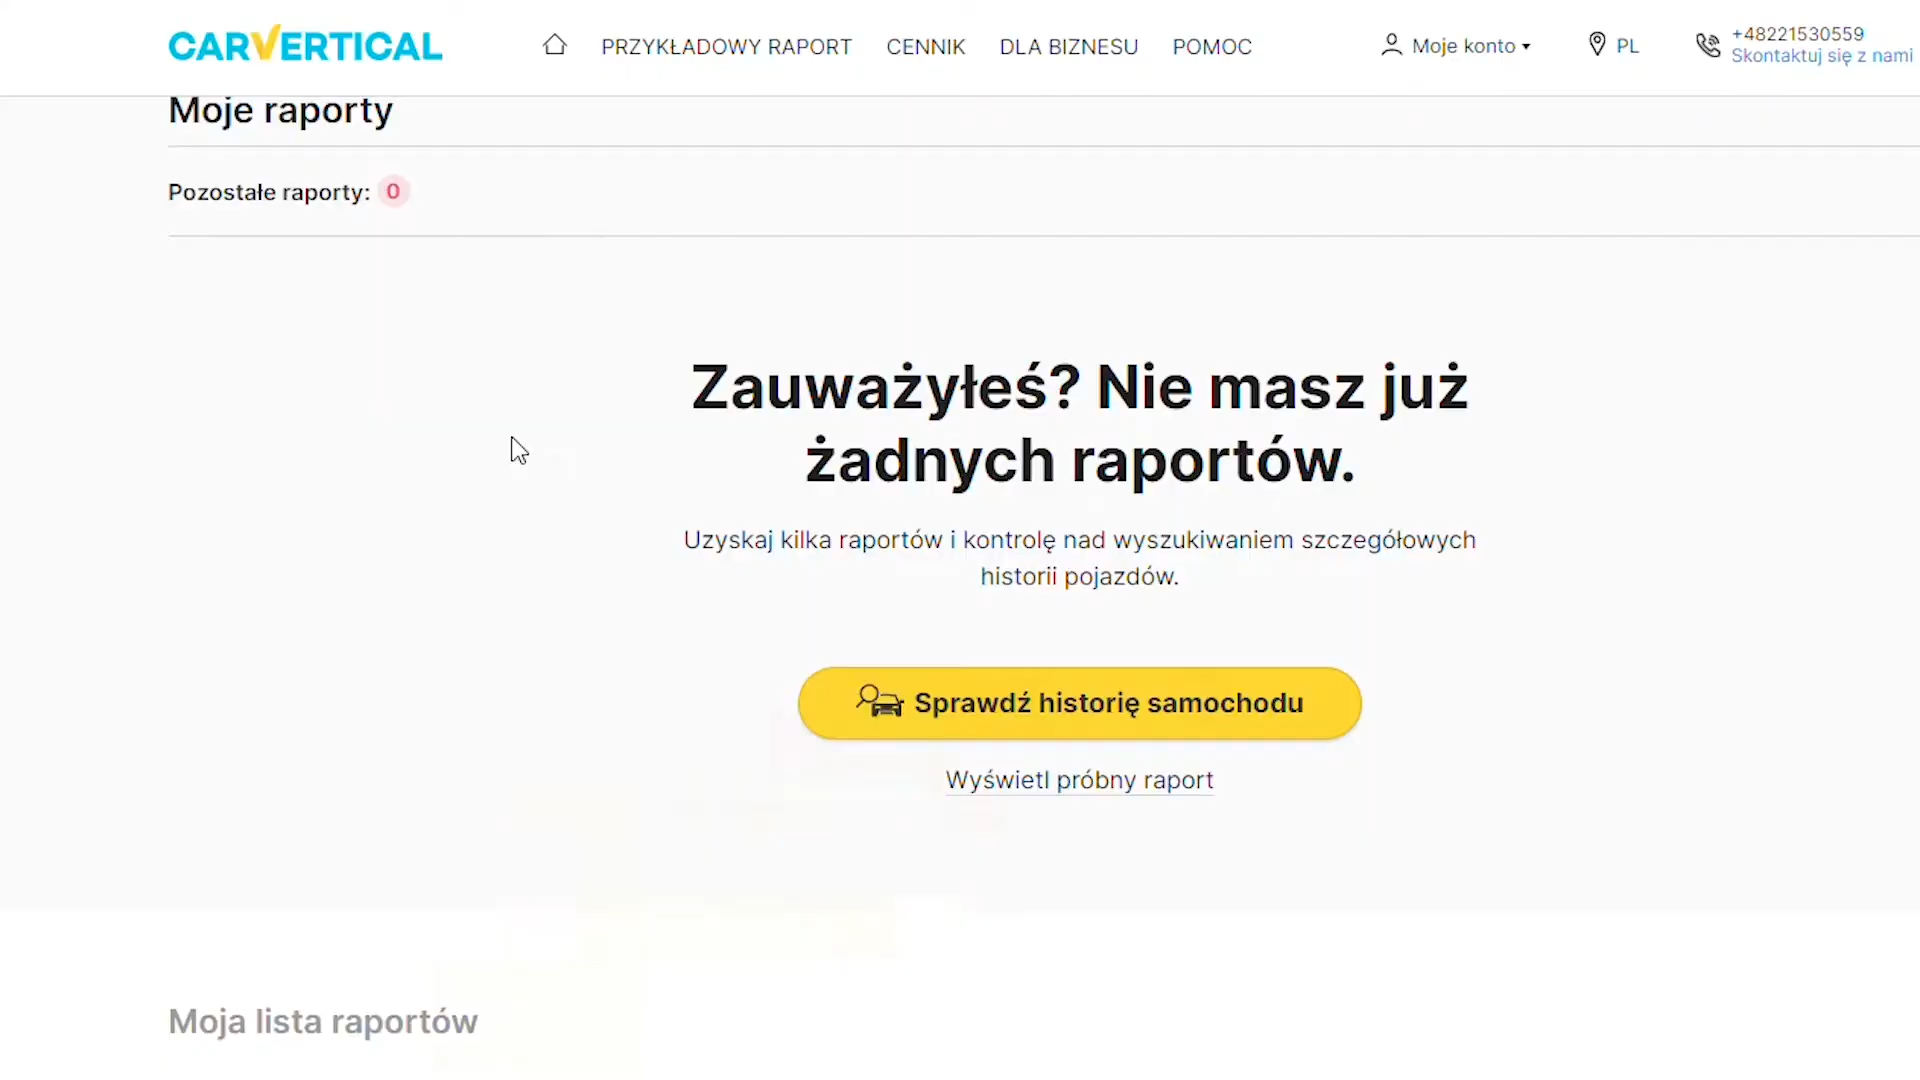 CARVERTICAL
PRZYKŁADOWY RAPORT
CENNIK
DLA BIZNESU
POMOC
Moje konto
PL
+48221530559
Skontaktuj się z nami
Moje raporty
Pozostałe raporty: 0
Zauważyłeś? Nie masz już
żadnych raportów.
Uzyskaj kilka raportów i kontrolę nad wyszukiwaniem szczegółowych
historii pojazdów.
Sprawdź historię samochodu
Wyświetl próbny raport
Moja lista raportów